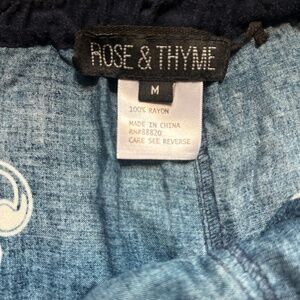 ROSE & THYME
M
100% RAYON
MADE IN CHINA
RN#88820
CARE SEE REVERSE